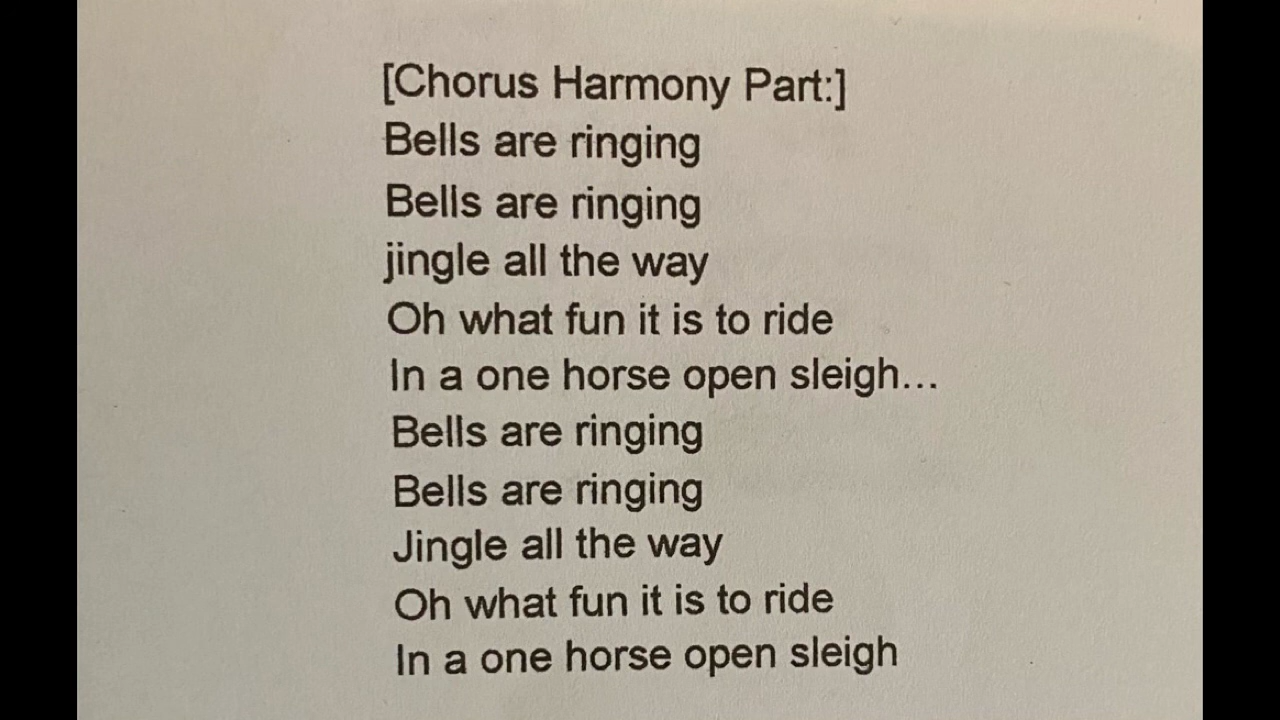 [Chorus Harmony Part:]
Bells are ringing
Bells are ringing
jingle all the way
Oh what fun it is to ride
In a one horse open sleigh...
Bells are ringing
Bells are ringing
Jingle all the way
Oh what fun it is to ride
In a one horse open sleigh